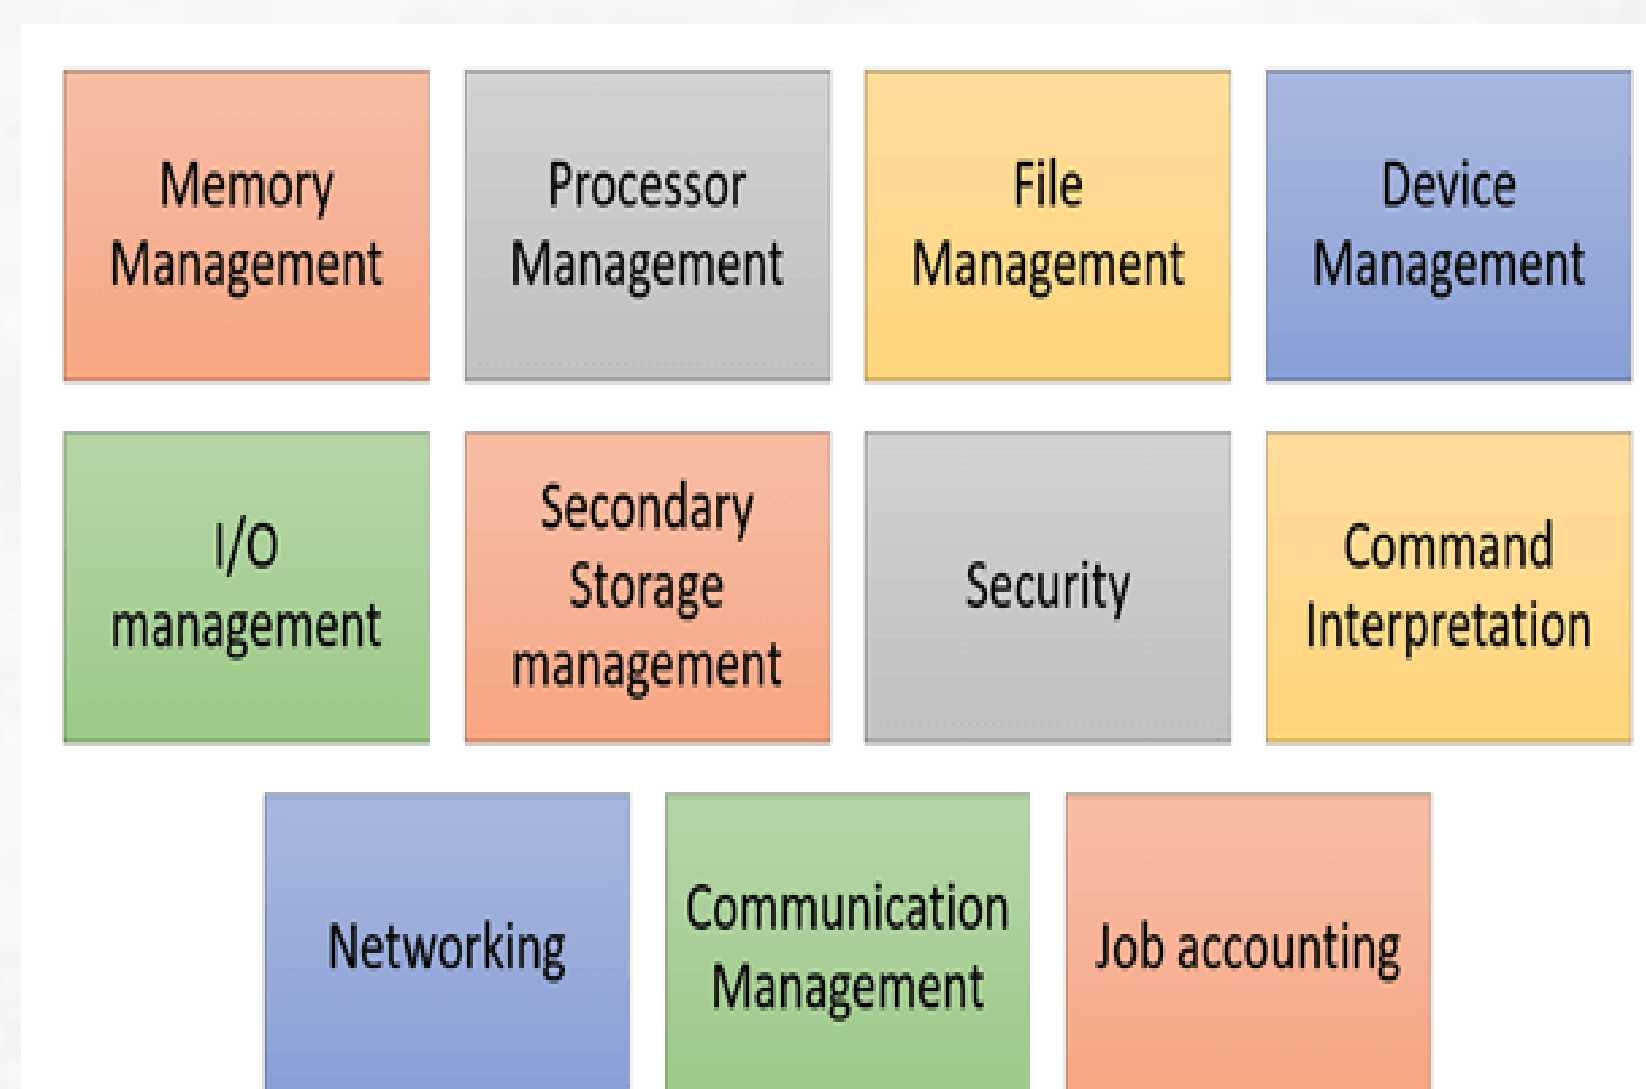 Memory
Management
Processor
Management
File
Management
Device
Management
I/O
management
Secondary
Storage
management
Security
Command
Interpretation
Networking
Communication
Management
Job accounting